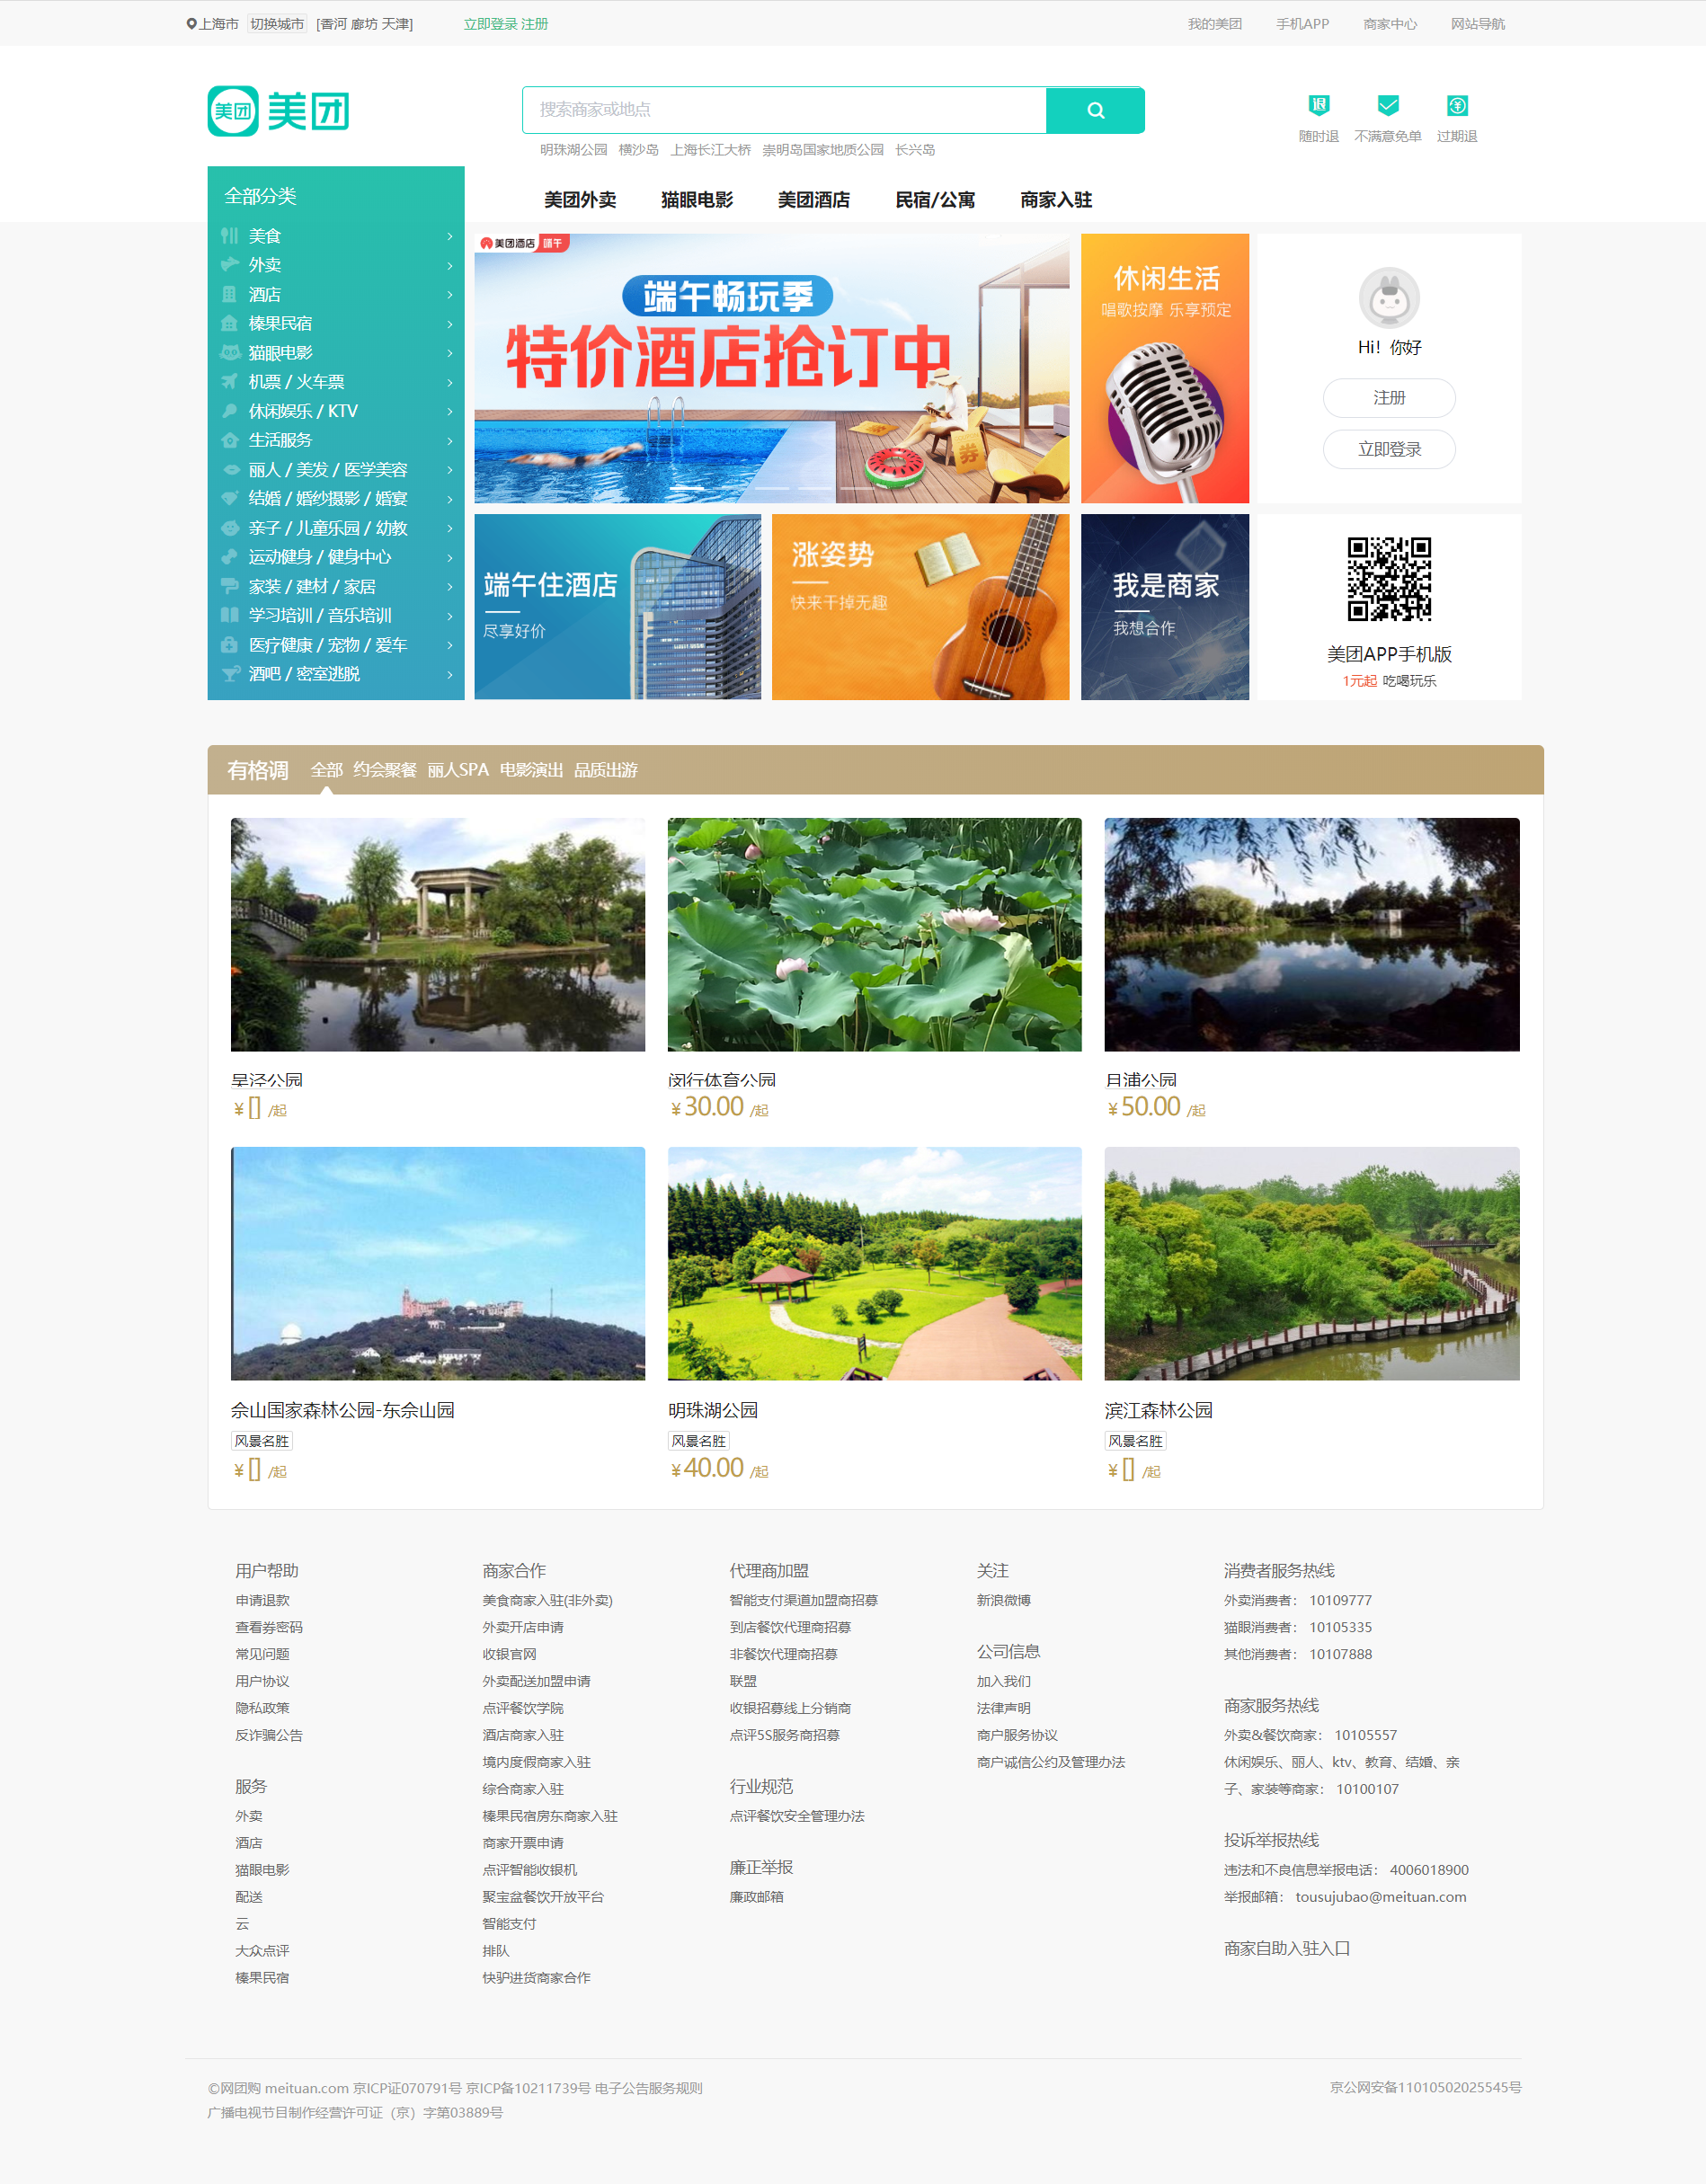 上海市 切换城市 [香河 廊坊 天津] 立即登录 注册 我的美团 手机APP 商家中心 网站导航
美团 美团
搜索商家或地点
随时退 不满意免单 过期退
明珠湖公园 横沙岛 上海长江大桥 崇明岛国家地质公园 长兴岛
美团外卖 猫眼电影 美团酒店 民宿/公寓 商家入驻
全部分类
美食
外卖
酒店
榛果民宿
猫眼电影
机票 / 火车票
休闲娱乐 / KTV
生活服务
丽人 / 美发 / 医学美容
结婚 / 婚纱摄影 / 婚宴
亲子 / 儿童乐园 / 幼教
运动健身 / 健身中心
家装 / 建材 / 家居
学习培训 / 音乐培训
医疗健康 / 宠物 / 爱车
酒吧 / 密室逃脱
美团酒店 端午
端午畅玩季
特价酒店抢订中
券
休闲生活
唱歌按摩 乐享预定
Hi！你好
注册
立即登录
端午住酒店
尽享好价
涨姿势
快来干掉无趣
我是商家
我想合作
美团APP手机版
1元起 吃喝玩乐
有格调 全部 约会聚餐 丽人SPA 电影演出 品质出游
吴泾公园 闵行体育公园 月浦公园
¥ [] /起 ¥ 30.00 /起 ¥ 50.00 /起
佘山国家森林公园-东佘山园 明珠湖公园 滨江森林公园
风景名胜 风景名胜 风景名胜
¥ [] /起 ¥ 40.00 /起 ¥ [] /起
用户帮助
申请退款
查看券密码
常见问题
用户协议
隐私政策
反诈骗公告
服务
外卖
酒店
猫眼电影
配送
云
大众点评
榛果民宿
商家合作
美食商家入驻(非外卖)
外卖开店申请
收银官网
外卖配送加盟申请
点评餐饮学院
酒店商家入驻
境内度假商家入驻
综合商家入驻
榛果民宿房东商家入驻
商家开票申请
点评智能收银机
聚宝盆餐饮开放平台
智能支付
排队
快驴进货商家合作
代理商加盟
智能支付渠道加盟商招募
到店餐饮代理商招募
非餐饮代理商招募
联盟
收银招募线上分销商
点评5S服务商招募
行业规范
点评餐饮安全管理办法
廉正举报
廉政邮箱
关注
新浪微博
公司信息
加入我们
法律声明
商户服务协议
商户诚信公约及管理办法
消费者服务热线
外卖消费者： 10109777
猫眼消费者： 10105335
其他消费者： 10107888
商家服务热线
外卖&餐饮商家： 10105557
休闲娱乐、丽人、ktv、教育、结婚、亲
子、家装等商家： 10100107
投诉举报热线
违法和不良信息举报电话： 4006018900
举报邮箱： tousujubao@meituan.com
商家自助入驻入口
©网团购 meituan.com 京ICP证070791号 京ICP备10211739号 电子公告服务规则 京公网安备11010502025545号
广播电视节目制作经营许可证（京）字第03889号